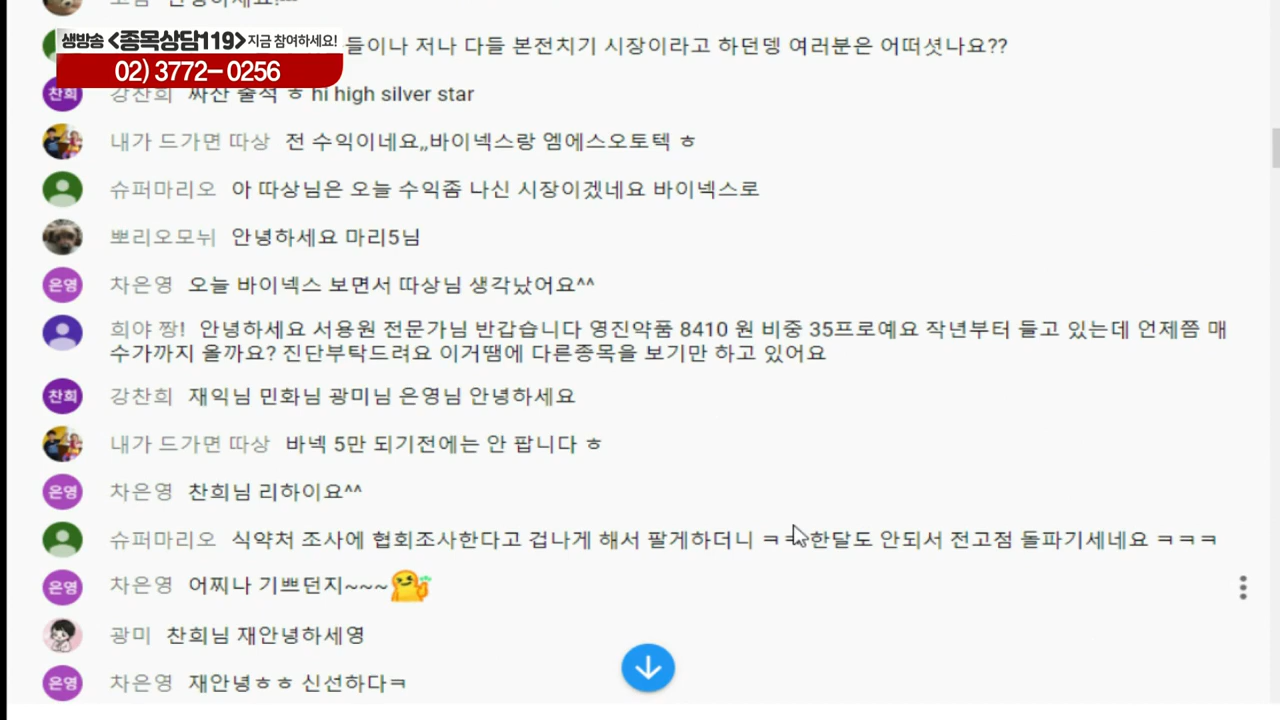 안녕하세요!~~
생방송 <종목상담119> 지금 참여하세요!
02) 3772-0256
들이나 저나 다들 본전치기 시장이라고 하던뎅 여러분은 어떠셧나요??
찬희 강찬희 짜잔 출석 ㅎ hi high silver star
내가 드가면 따상 전 수익이네요,,바이넥스랑 엠에스오토텍 ㅎ
슈퍼마리오 아 따상님은 오늘 수익좀 나신 시장이겠네요 바이넥스로
뽀리오모뉘 안녕하세요 마리5님
은영 차은영 오늘 바이넥스 보면서 따상님 생각났어요^^
희야 짱! 안녕하세요 서용원 전문가님 반갑습니다 영진약품 8410 원 비중 35프로예요 작년부터 들고 있는데 언제쯤 매
수가까지 올까요? 진단부탁드려요 이거땜에 다른종목을 보기만 하고 있어요
찬희 강찬희 재익님 민화님 광미님 은영님 안녕하세요
내가 드가면 따상 바넥 5만 되기전에는 안 팝니다 ㅎ
은영 차은영 찬희님 리하이요^^
슈퍼마리오 식약처 조사에 협회조사한다고 겁나게 해서 팔게하더니 ㅋㅋ 한달도 안되서 전고점 돌파기세네요 ㅋㅋㅋ
은영 차은영 어찌나 기쁘던지~~~
광미 찬희님 재안녕하세영
은영 차은영 재안녕ㅎㅎ 신선하다ㅋ